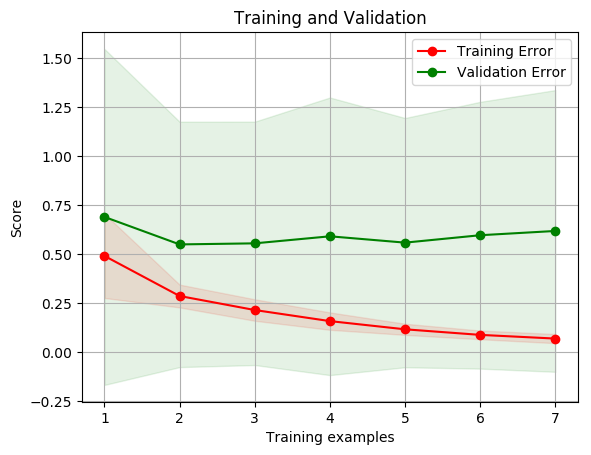 Training and Validation
Training Error
Validation Error
Score
1.50
1.25
1.00
0.75
0.50
0.25
0.00
−0.25
1 2 3 4 5 6 7
Training examples